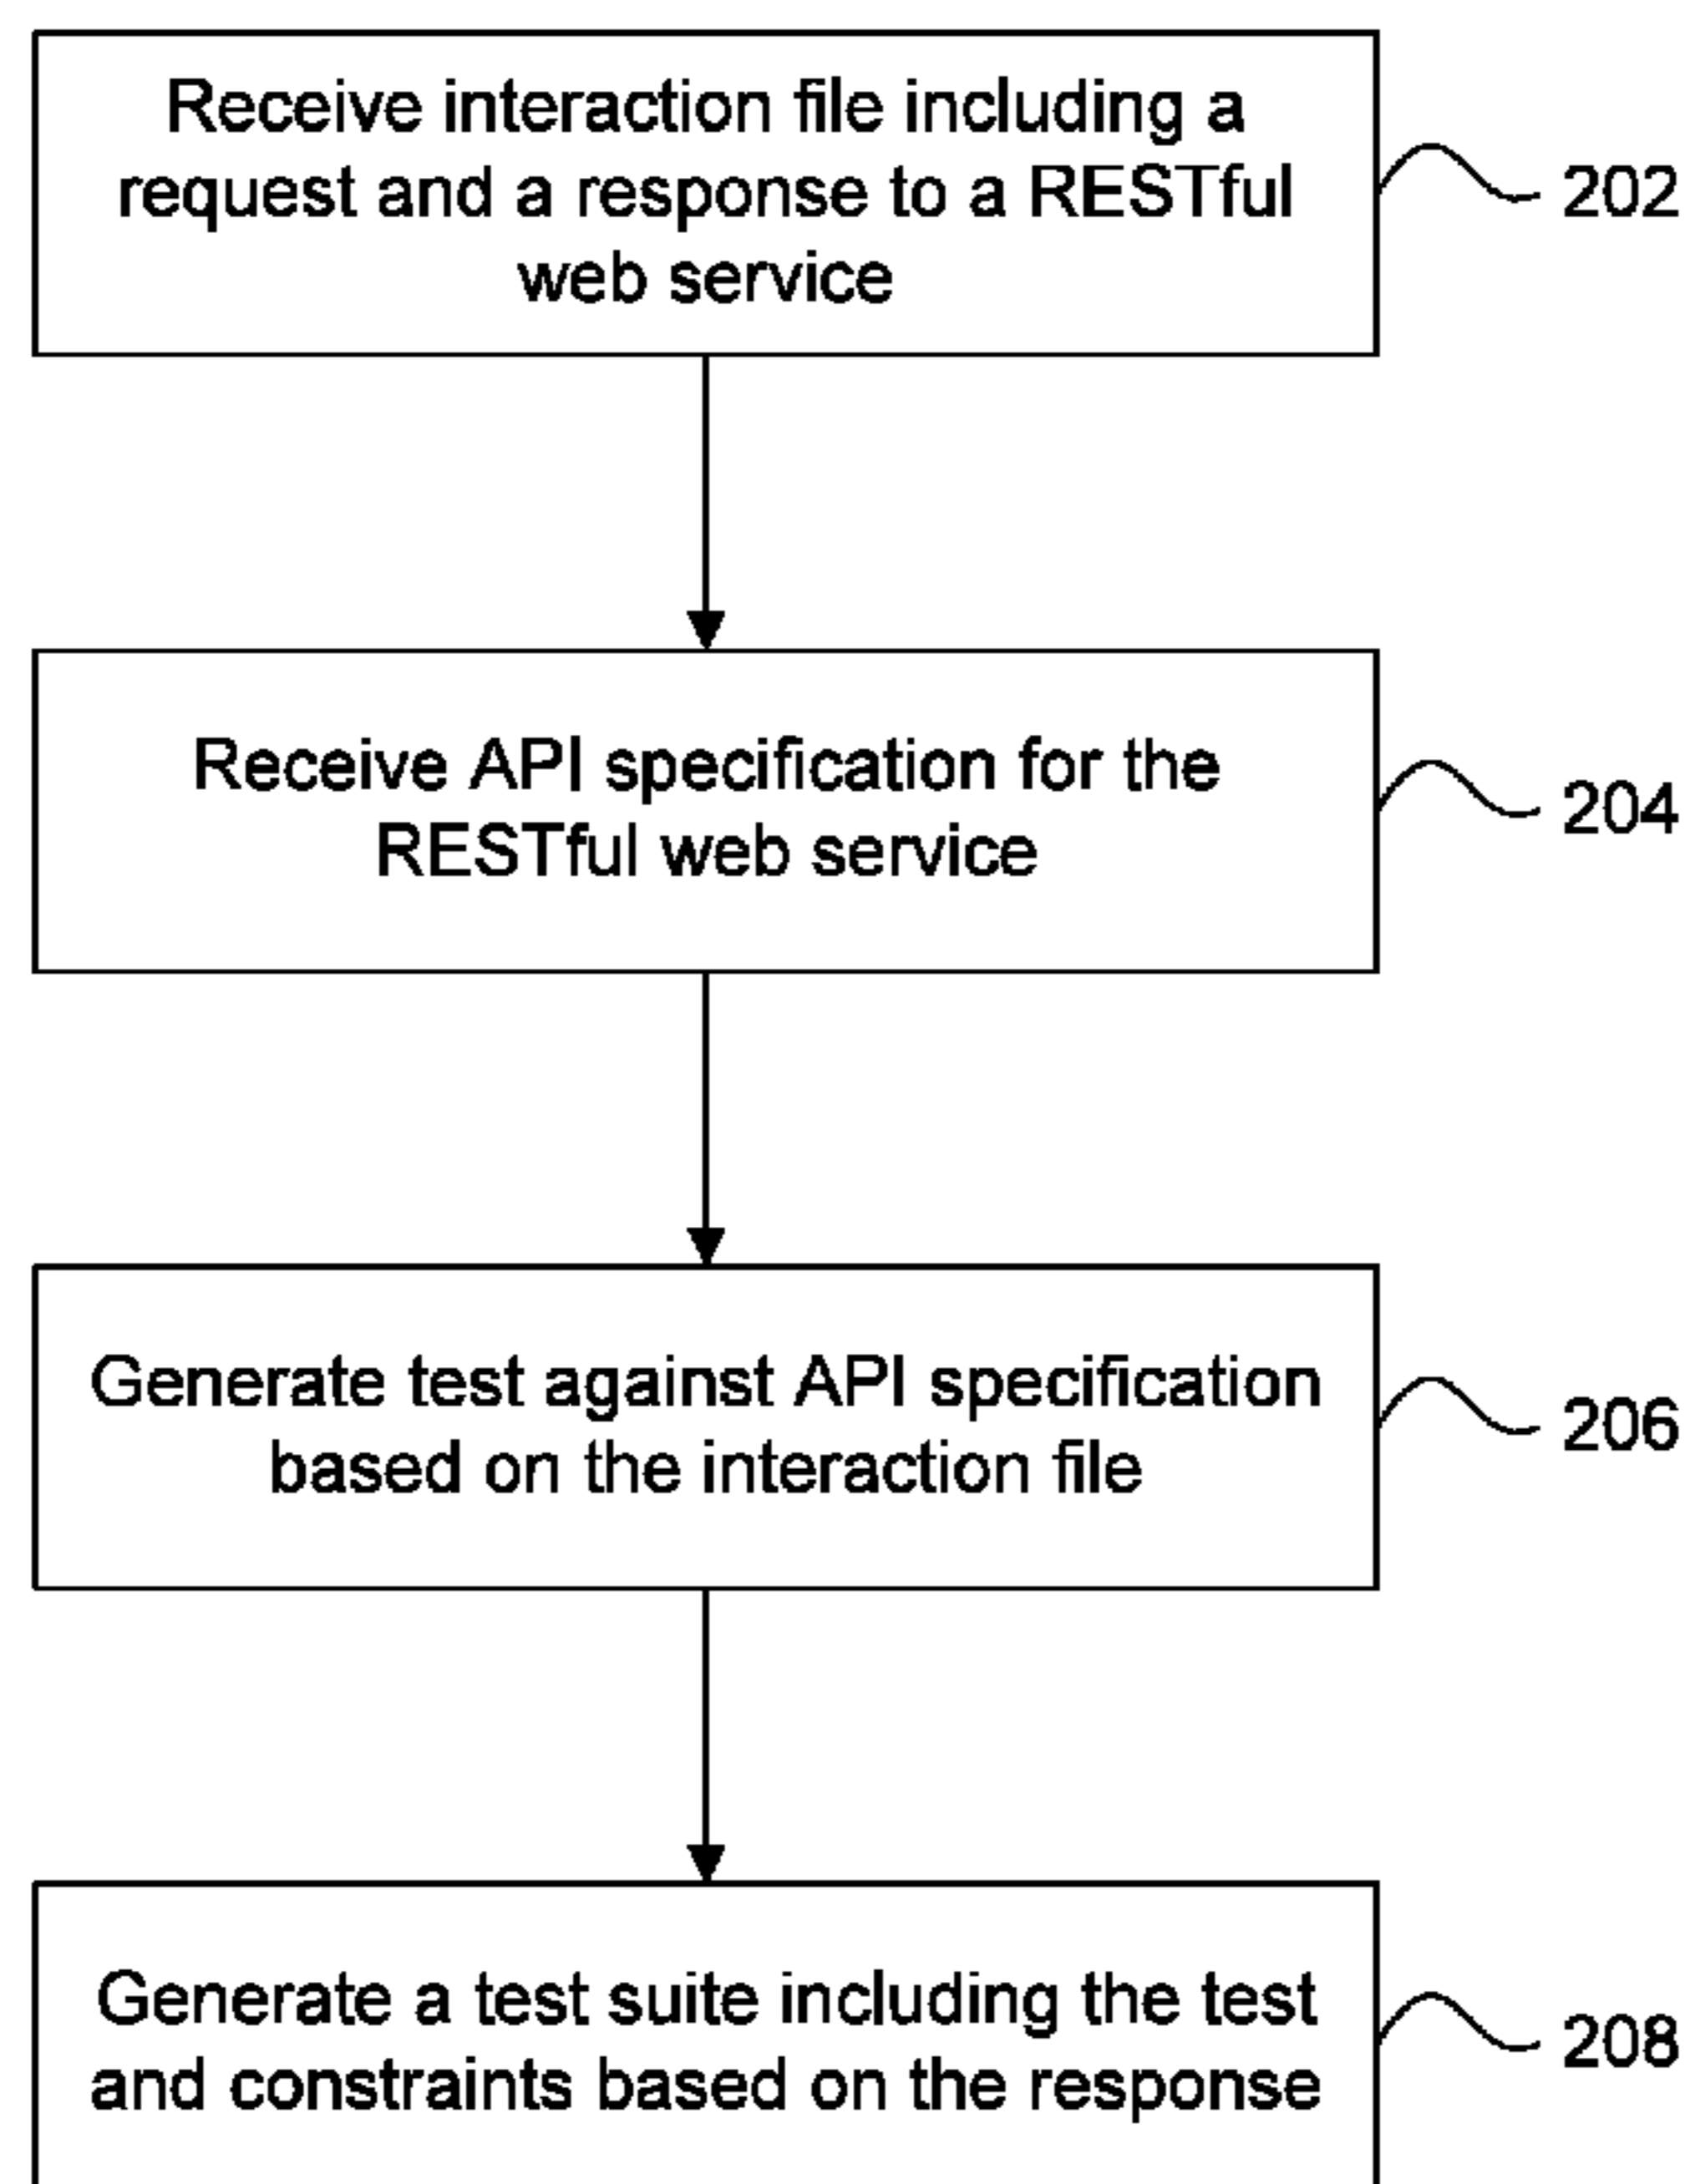 Receive interaction file including a
request and a response to a RESTful
web service
202
Receive API specification for the
RESTful web service
204
Generate test against API specification
based on the interaction file
206
Generate a test suite including the test
and constraints based on the response
208